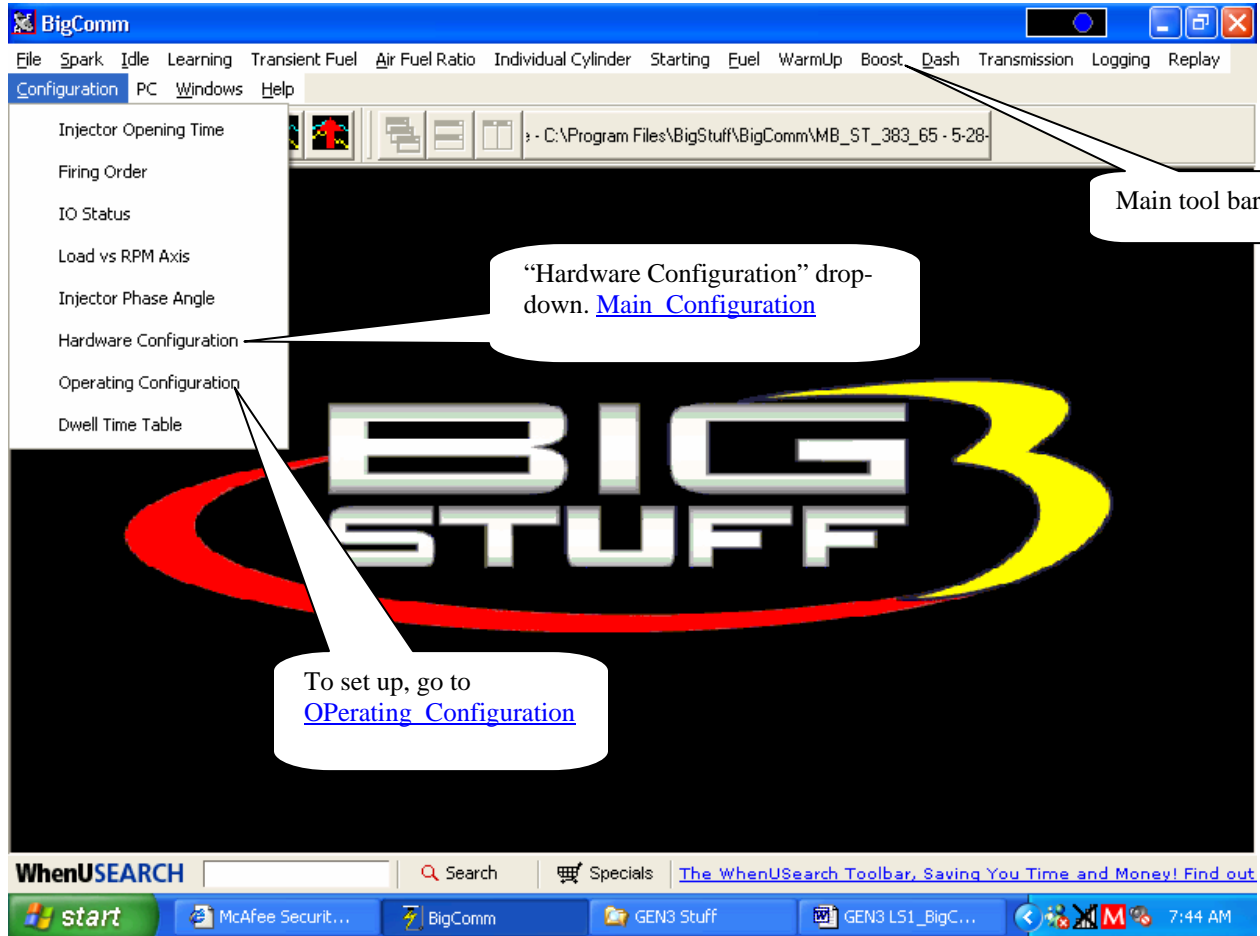 BigComm
File Spark Idle Learning Transient Fuel Air Fuel Ratio Individual Cylinder Starting Fuel WarmUp Boost Dash Transmission Logging Replay
Configuration PC Windows Help
- C:\Program Files\BigStuff\BigComm\MB_ST_383_65 - 5-28-
Injector Opening Time
Firing Order
IO Status
Load vs RPM Axis
Injector Phase Angle
Hardware Configuration
Operating Configuration
Dwell Time Table
Main tool bar
“Hardware Configuration” drop-
down. Main_Configuration
BIG
STUFF
3
To set up, go to
OPerating_Configuration
WhenUSEARCH Search Specials The WhenUSearch Toolbar, Saving You Time and Money! Find out
start McAfee Securit... BigComm GEN3 Stuff GEN3 LS1_BigC... M 7:44 AM